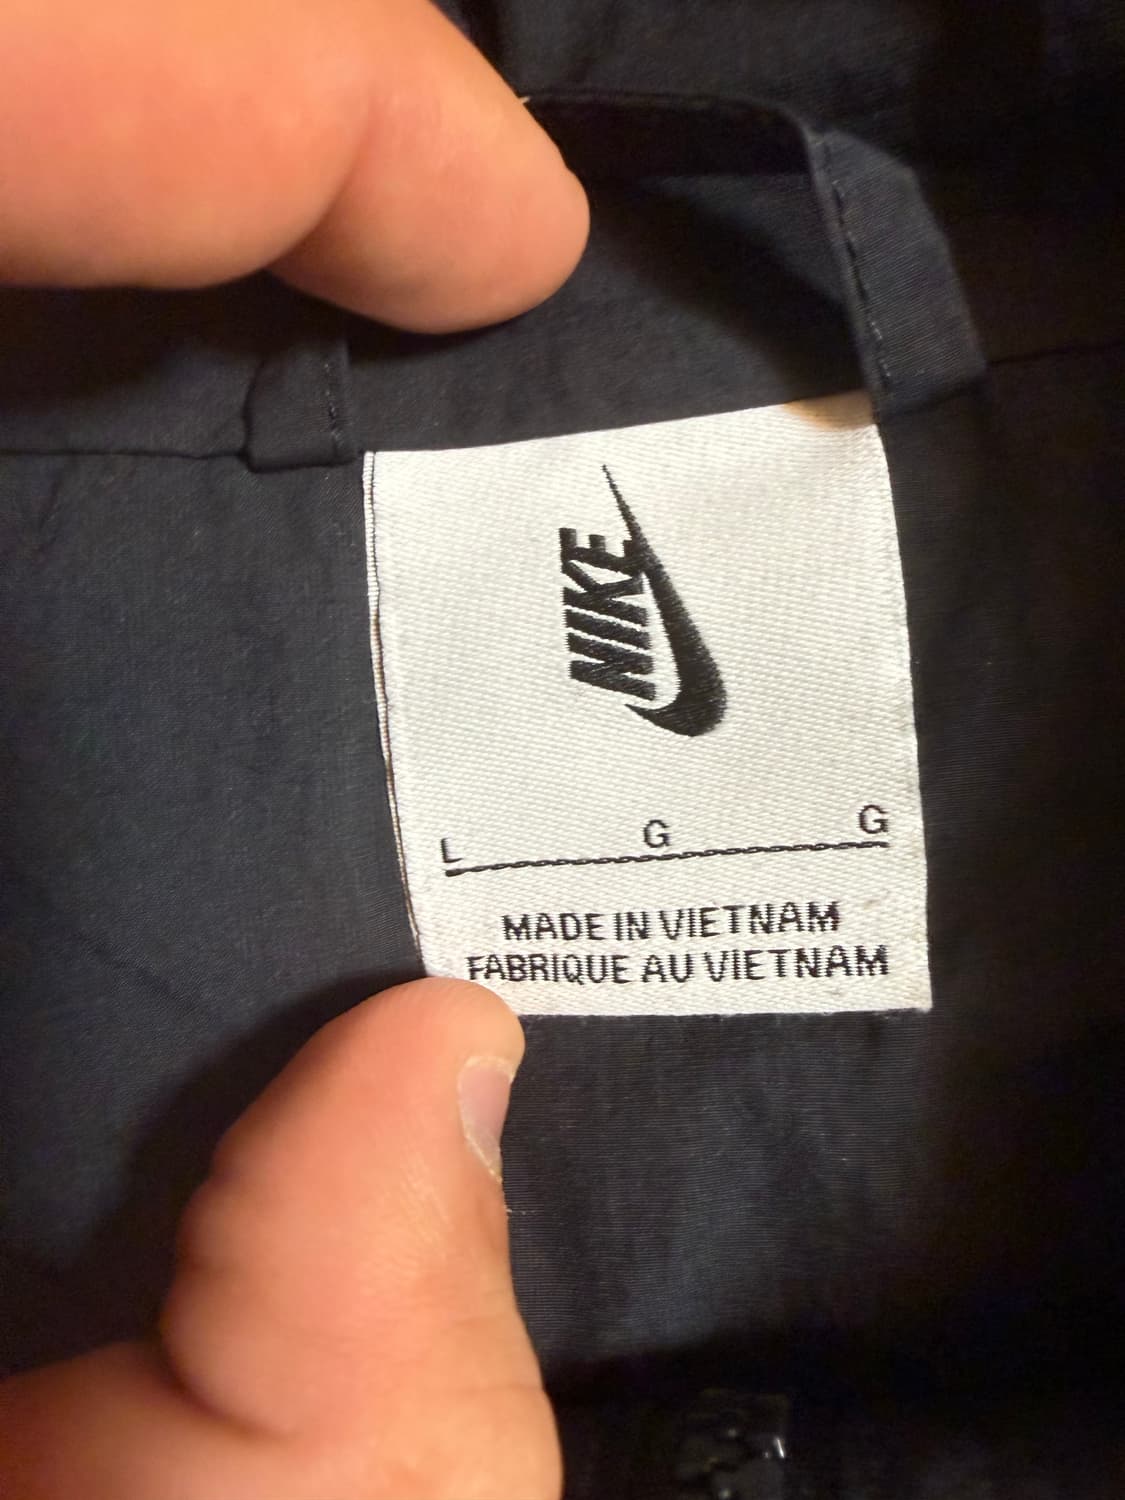 NIKE
L G G
MADE IN VIETNAM
FABRIQUE AU VIETNAM